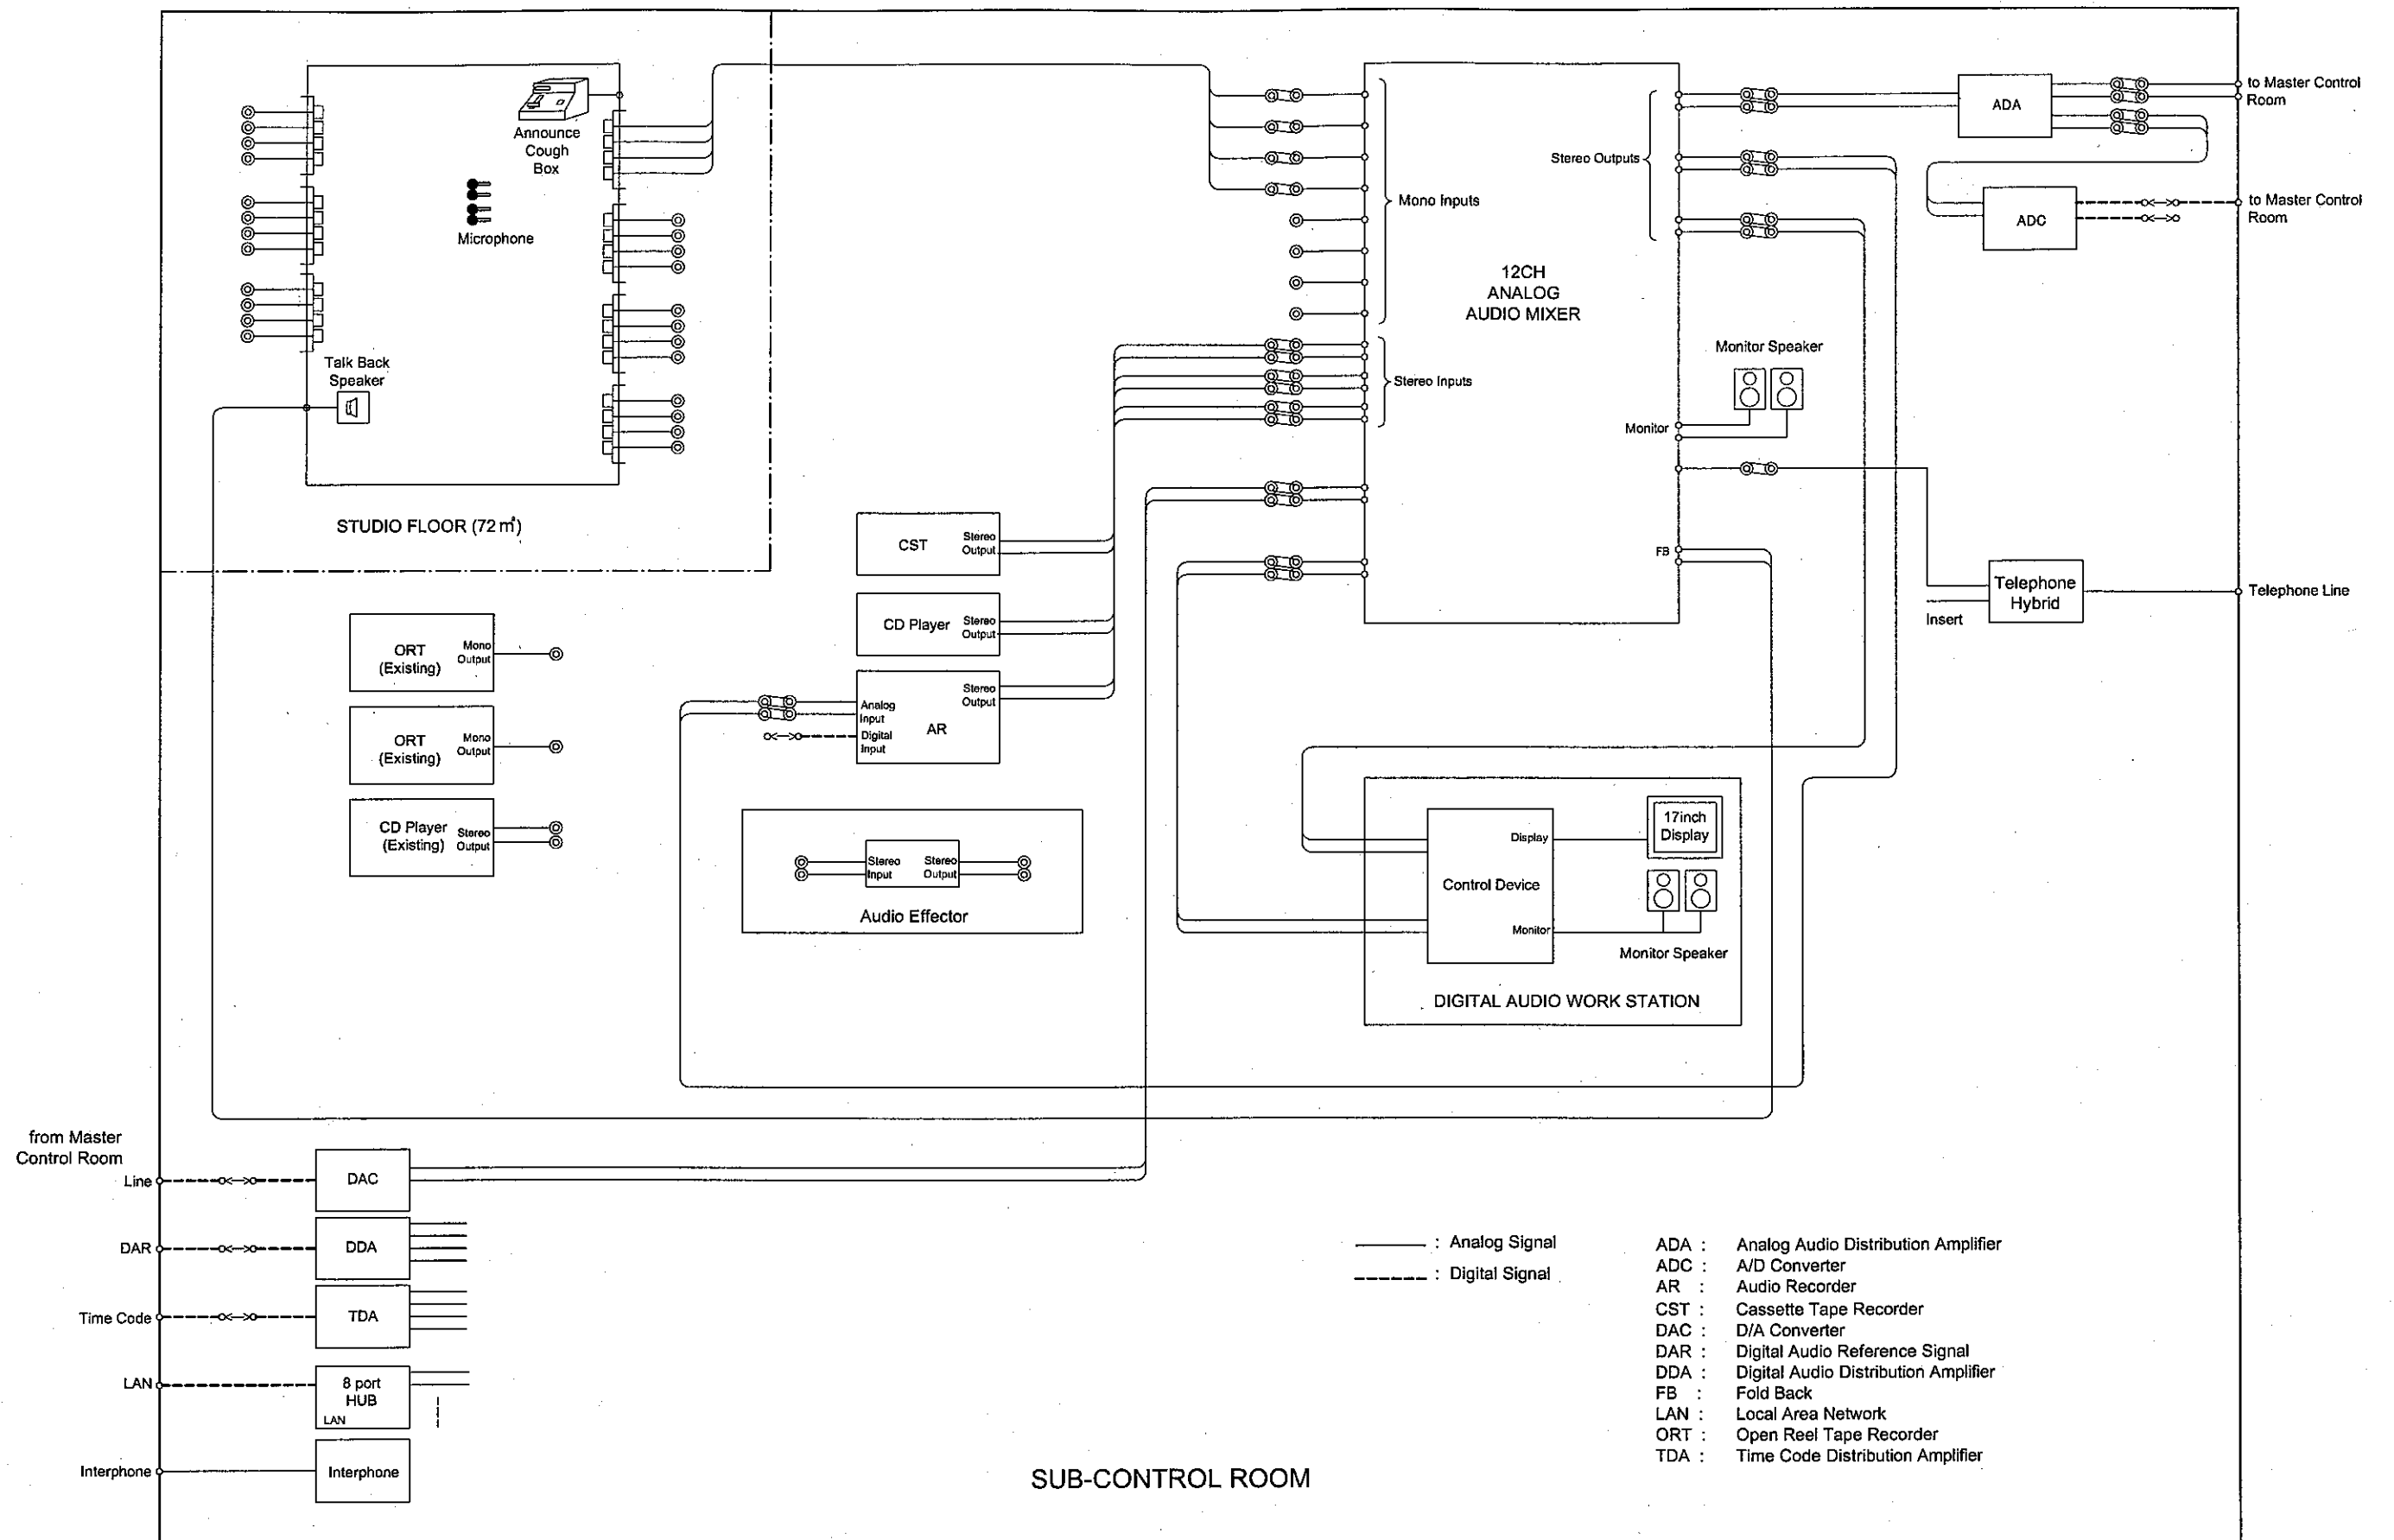 Announce
Cough
Box
Microphone
Talk Back
Speaker
STUDIO FLOOR (72㎡)
Mono Inputs
Stereo Inputs
12CH
ANALOG
AUDIO MIXER
Stereo Outputs
Monitor
FB
Monitor Speaker
ADA
to Master Control
Room
ADC
to Master Control
Room
Telephone
Hybrid
Insert
Telephone Line
CST
Stereo
Output
CD Player
Stereo
Output
AR
Analog
Input
Digital
Input
Stereo
Output
ORT
(Existing)
Mono
Output
ORT
(Existing)
Mono
Output
CD Player
(Existing)
Stereo
Output
Stereo
Input
Stereo
Output
Audio Effector
Control Device
Display
Monitor
17inch
Display
Monitor Speaker
DIGITAL AUDIO WORK STATION
from Master
Control Room
Line
DAC
DAR
DDA
Time Code
TDA
LAN
8 port
HUB
LAN
Interphone
Interphone
: Analog Signal
: Digital Signal
ADA : Analog Audio Distribution Amplifier
ADC : A/D Converter
AR : Audio Recorder
CST : Cassette Tape Recorder
DAC : D/A Converter
DAR : Digital Audio Reference Signal
DDA : Digital Audio Distribution Amplifier
FB : Fold Back
LAN : Local Area Network
ORT : Open Reel Tape Recorder
TDA : Time Code Distribution Amplifier
SUB-CONTROL ROOM